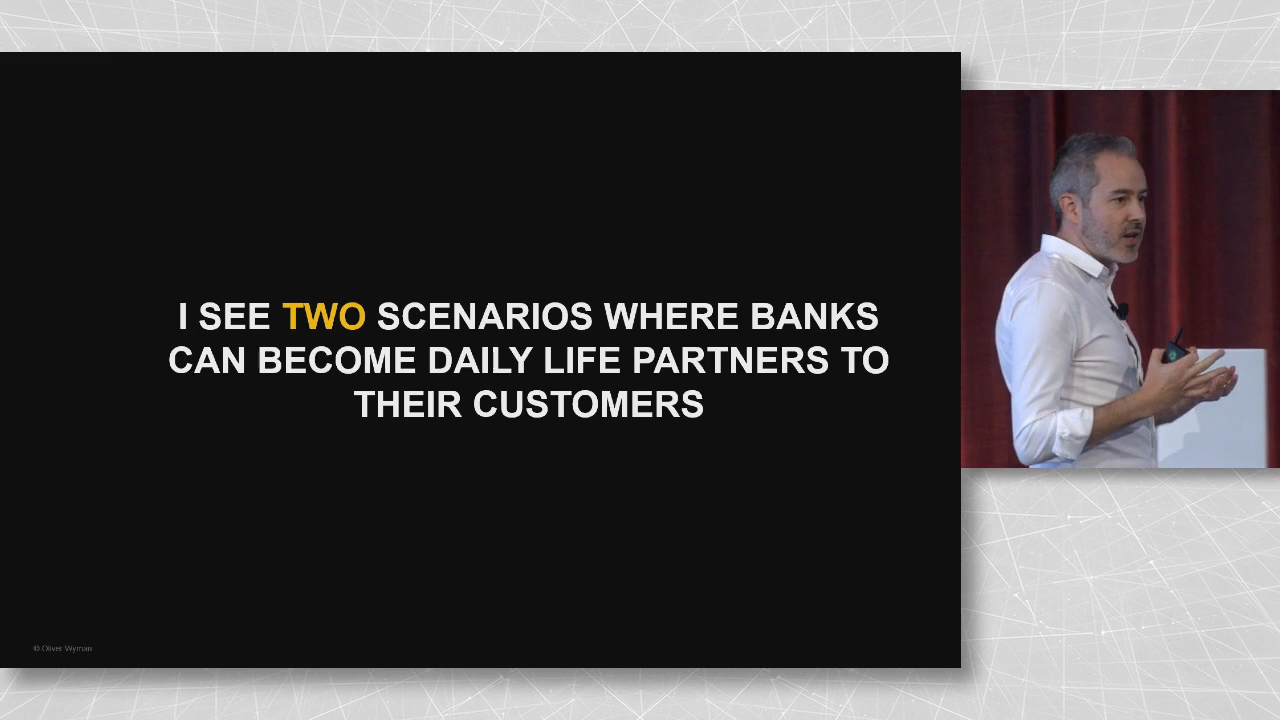 I SEE TWO SCENARIOS WHERE BANKS
CAN BECOME DAILY LIFE PARTNERS TO
THEIR CUSTOMERS
© Oliver Wyman